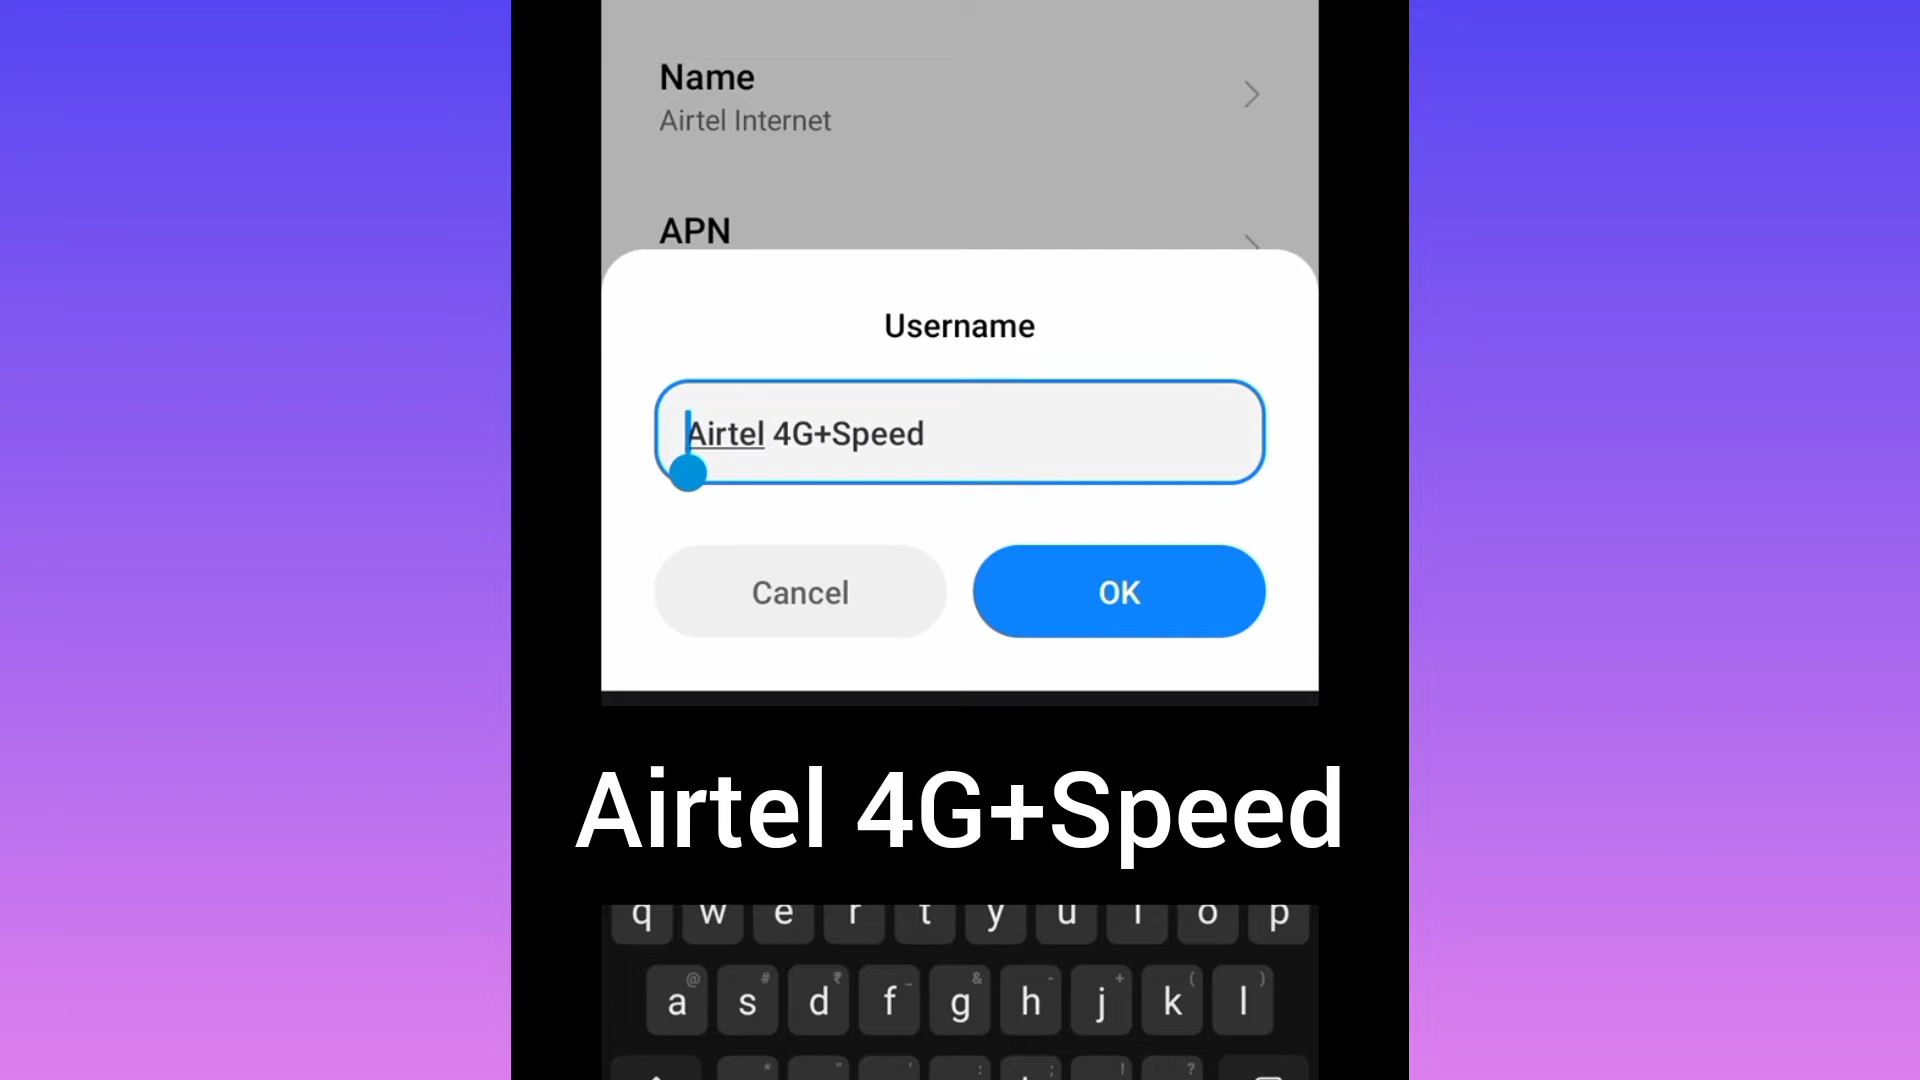 Name
Airtel Internet
APN
Username
Airtel 4G+Speed
Cancel
OK
Airtel 4G+Speed
q w e r t y u i o p
@ # ₹ _ & - + ( )
a s d f g h j k l
* " ' : ; ! ?